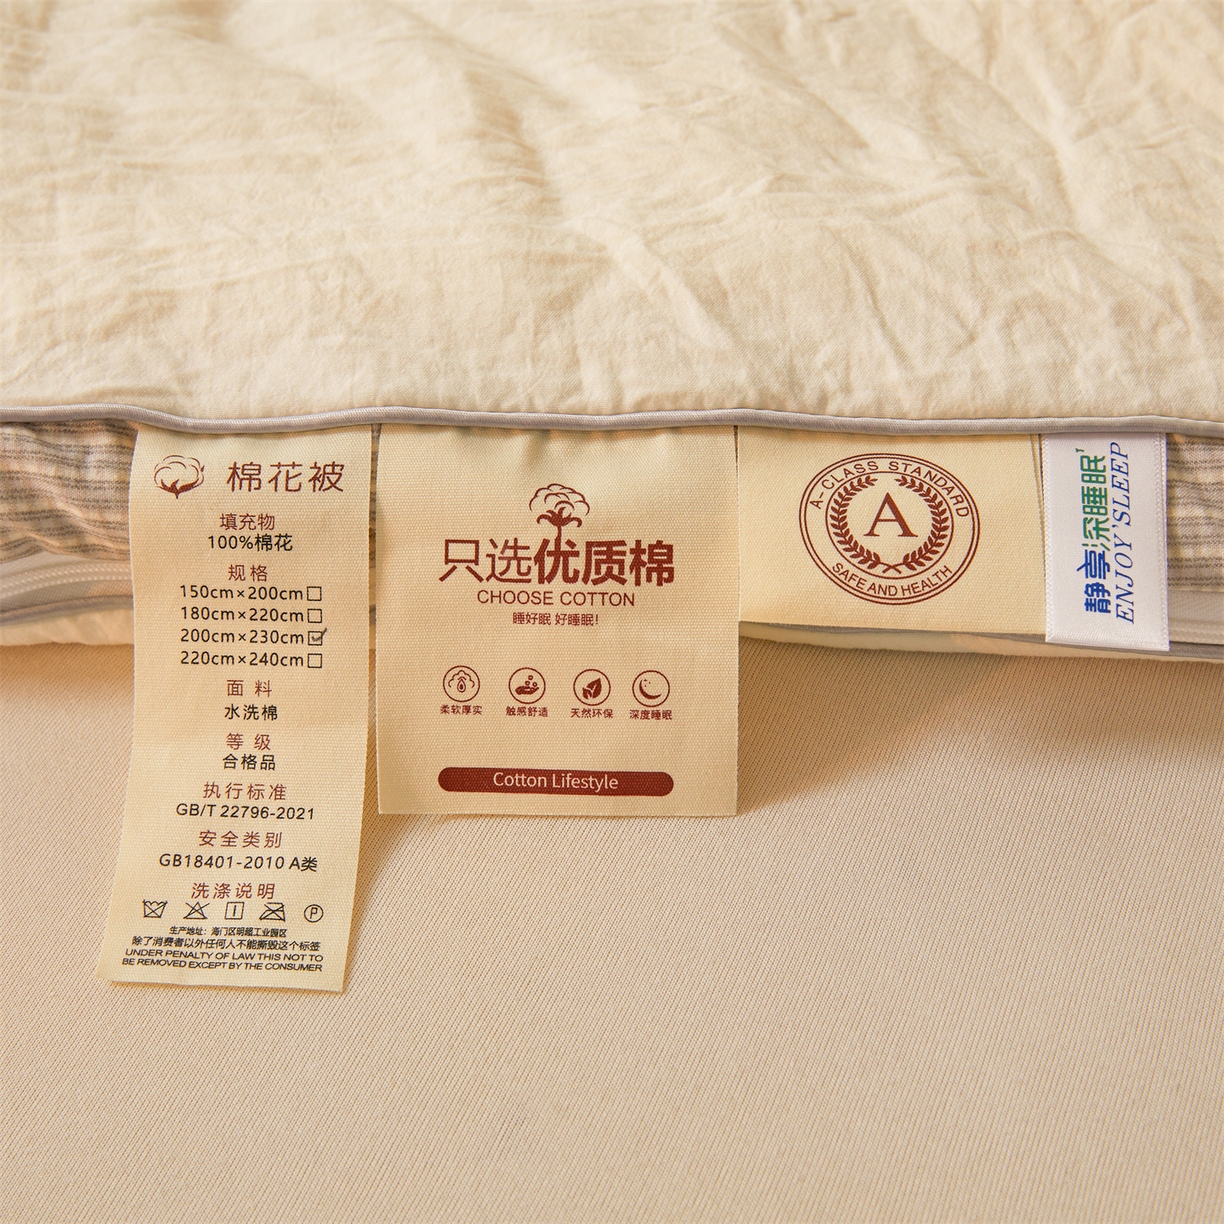 棉花被
填充物
100%棉花
规格
150cm×200cm
180cm×220cm
200cm×230cm
220cm×240cm
面料
水洗棉
等级
合格品
执行标准
GB/T 22796-2021
安全类别
GB18401-2010 A类
洗涤说明
P
生产地址：海门区明超工业园区
除了消费者以外任何人不能撕毁这个标签
UNDER PENALTY OF LAW THIS NOT TO
BE REMOVED EXCEPT BY THE CONSUMER
只选优质棉
CHOOSE COTTON
睡好眠 好睡眠！
柔软厚实
触感舒适
天然环保
深度睡眠
Cotton Lifestyle
A-CLASS STANDARD
A
SAFE AND HEALTH
静享深睡眠
ENJOY'SLEEP